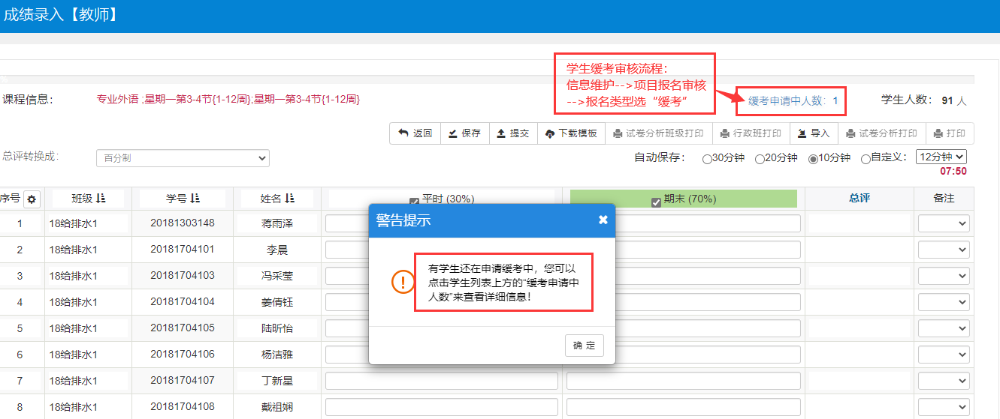 成绩录入【教师】
学生缓考审核流程：
信息维护-->项目报名审核
-->报名类型选“缓考”
课程信息： 专业外语 ;星期一第3-4节{1-12周};星期一第3-4节{1-12周} 缓考申请中人数：1 学生人数： 91 人
返回 保存 提交 下载模板 试卷分析班级打印 行政班打印 导入 试卷分析打印 打印
总评转换成： 百分制 自动保存： 30分钟 20分钟 10分钟 自定义： 12分钟
07:50
序号 班级 学号 姓名 平时 (30%) 期末 (70%) 总评 备注
1 18给排水1 20181303148 蒋雨泽
2 18给排水1 20181704101 李晨
3 18给排水1 20181704103 冯采莹
4 18给排水1 20181704104 姜倩钰
5 18给排水1 20181704105 陆昕怡
6 18给排水1 20181704106 杨洁雅
7 18给排水1 20181704107 丁新星
8 18给排水1 20181704108 戴祖娴
警告提示
有学生还在申请缓考中，您可以
点击学生列表上方的“缓考申请中
人数”来查看详细信息！
确 定